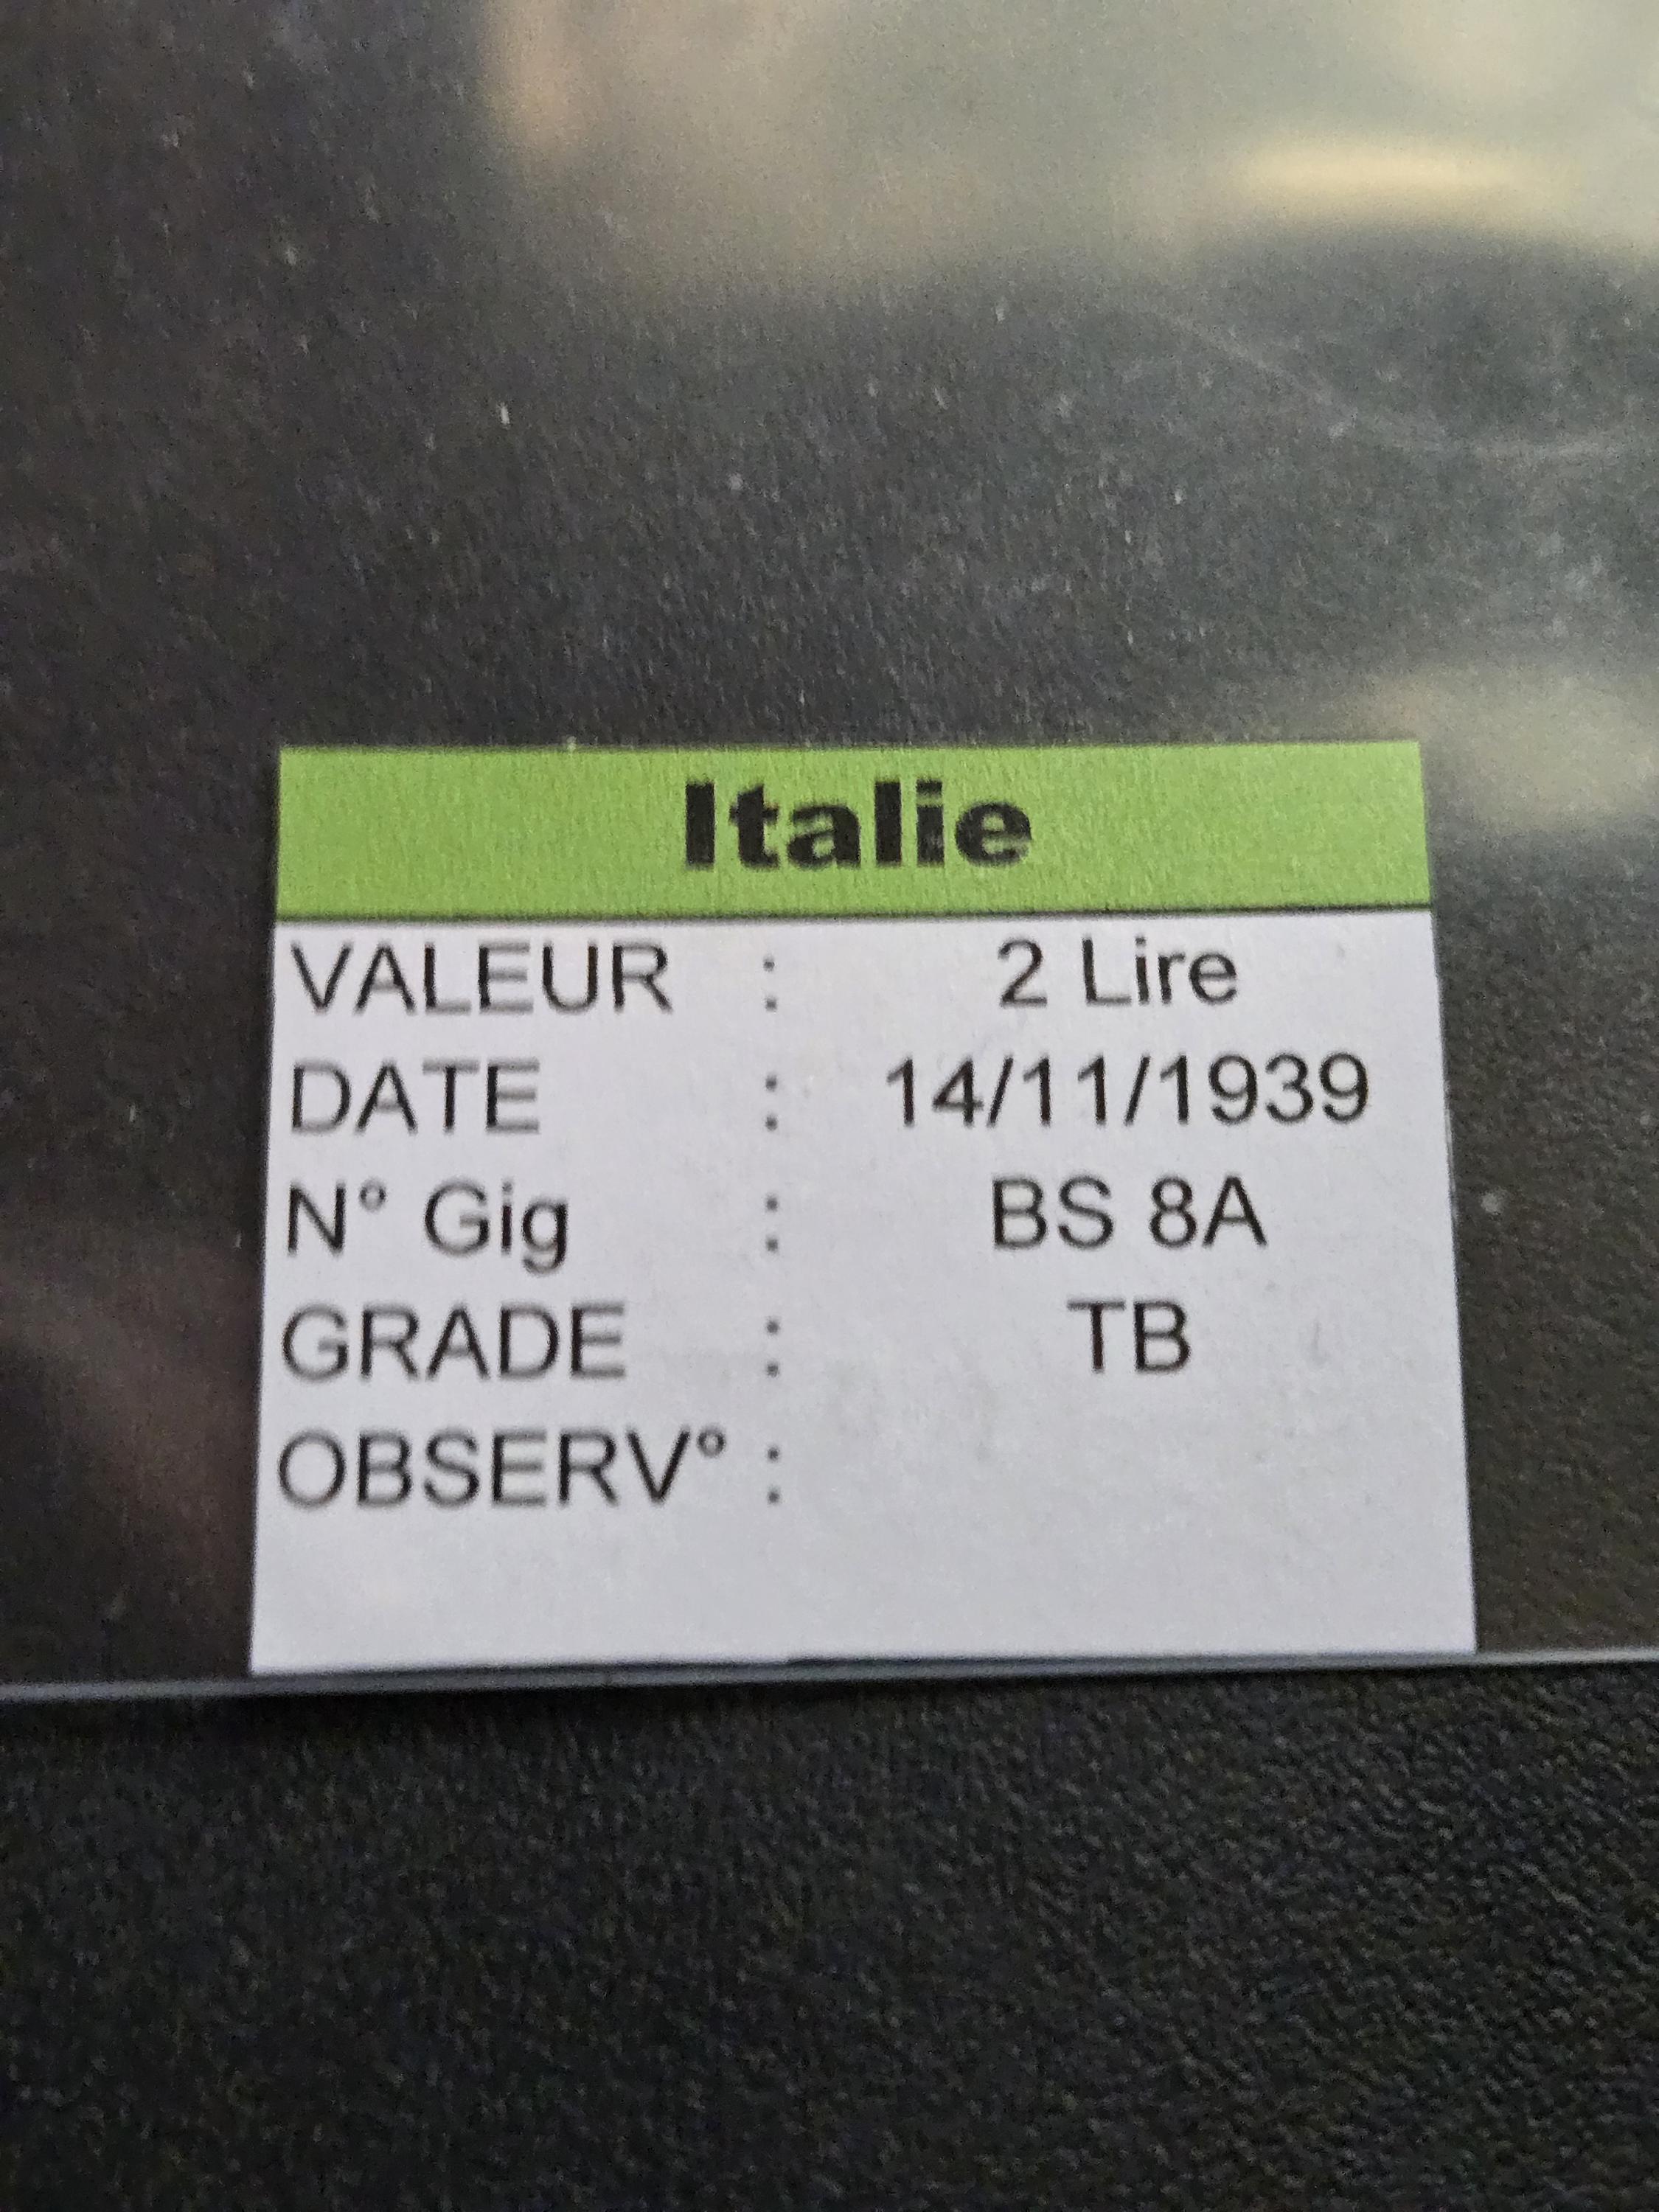 Italie
VALEUR : 2 Lire
DATE : 14/11/1939
N° Gig : BS 8A
GRADE : TB
OBSERV° :